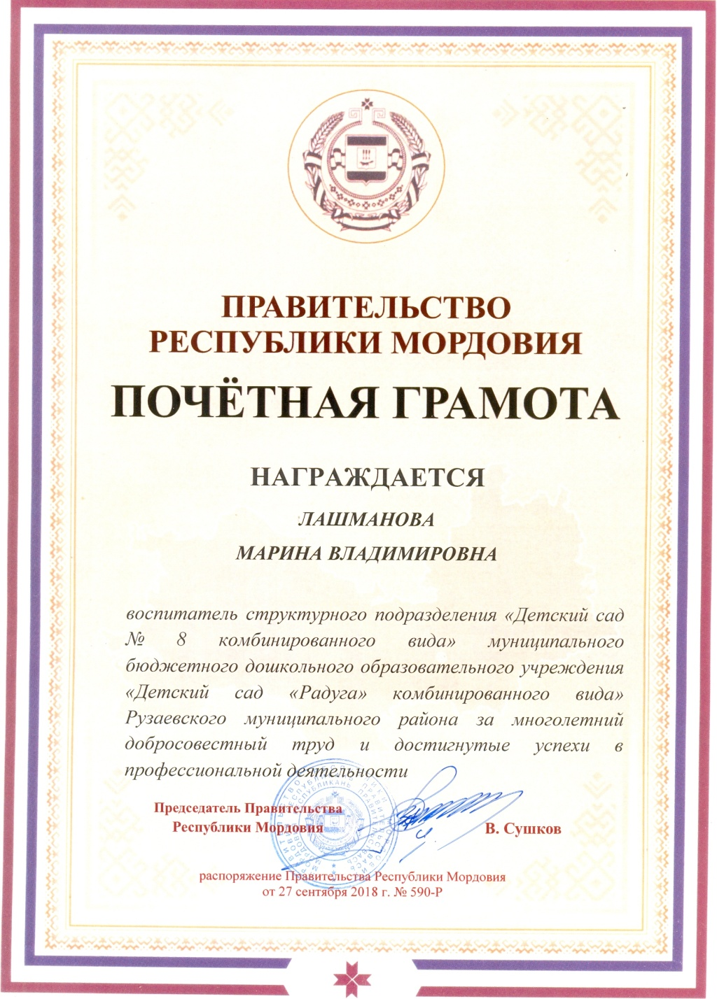 ПРАВИТЕЛЬСТВО
РЕСПУБЛИКИ МОРДОВИЯ
ПОЧЁТНАЯ ГРАМОТА
НАГРАЖДАЕТСЯ
ЛАШМАНОВА
МАРИНА ВЛАДИМИРОВНА
воспитатель структурного подразделения «Детский сад
№ 8 комбинированного вида» муниципального
бюджетного дошкольного образовательного учреждения
«Детский сад «Радуга» комбинированного вида»
Рузаевского муниципального района за многолетний
добросовестный труд и достигнутые успехи в
профессиональной деятельности
Председатель Правительства
Республики Мордовия
В. Сушков
распоряжение Правительства Республики Мордовия
от 27 сентября 2018 г. № 590-Р